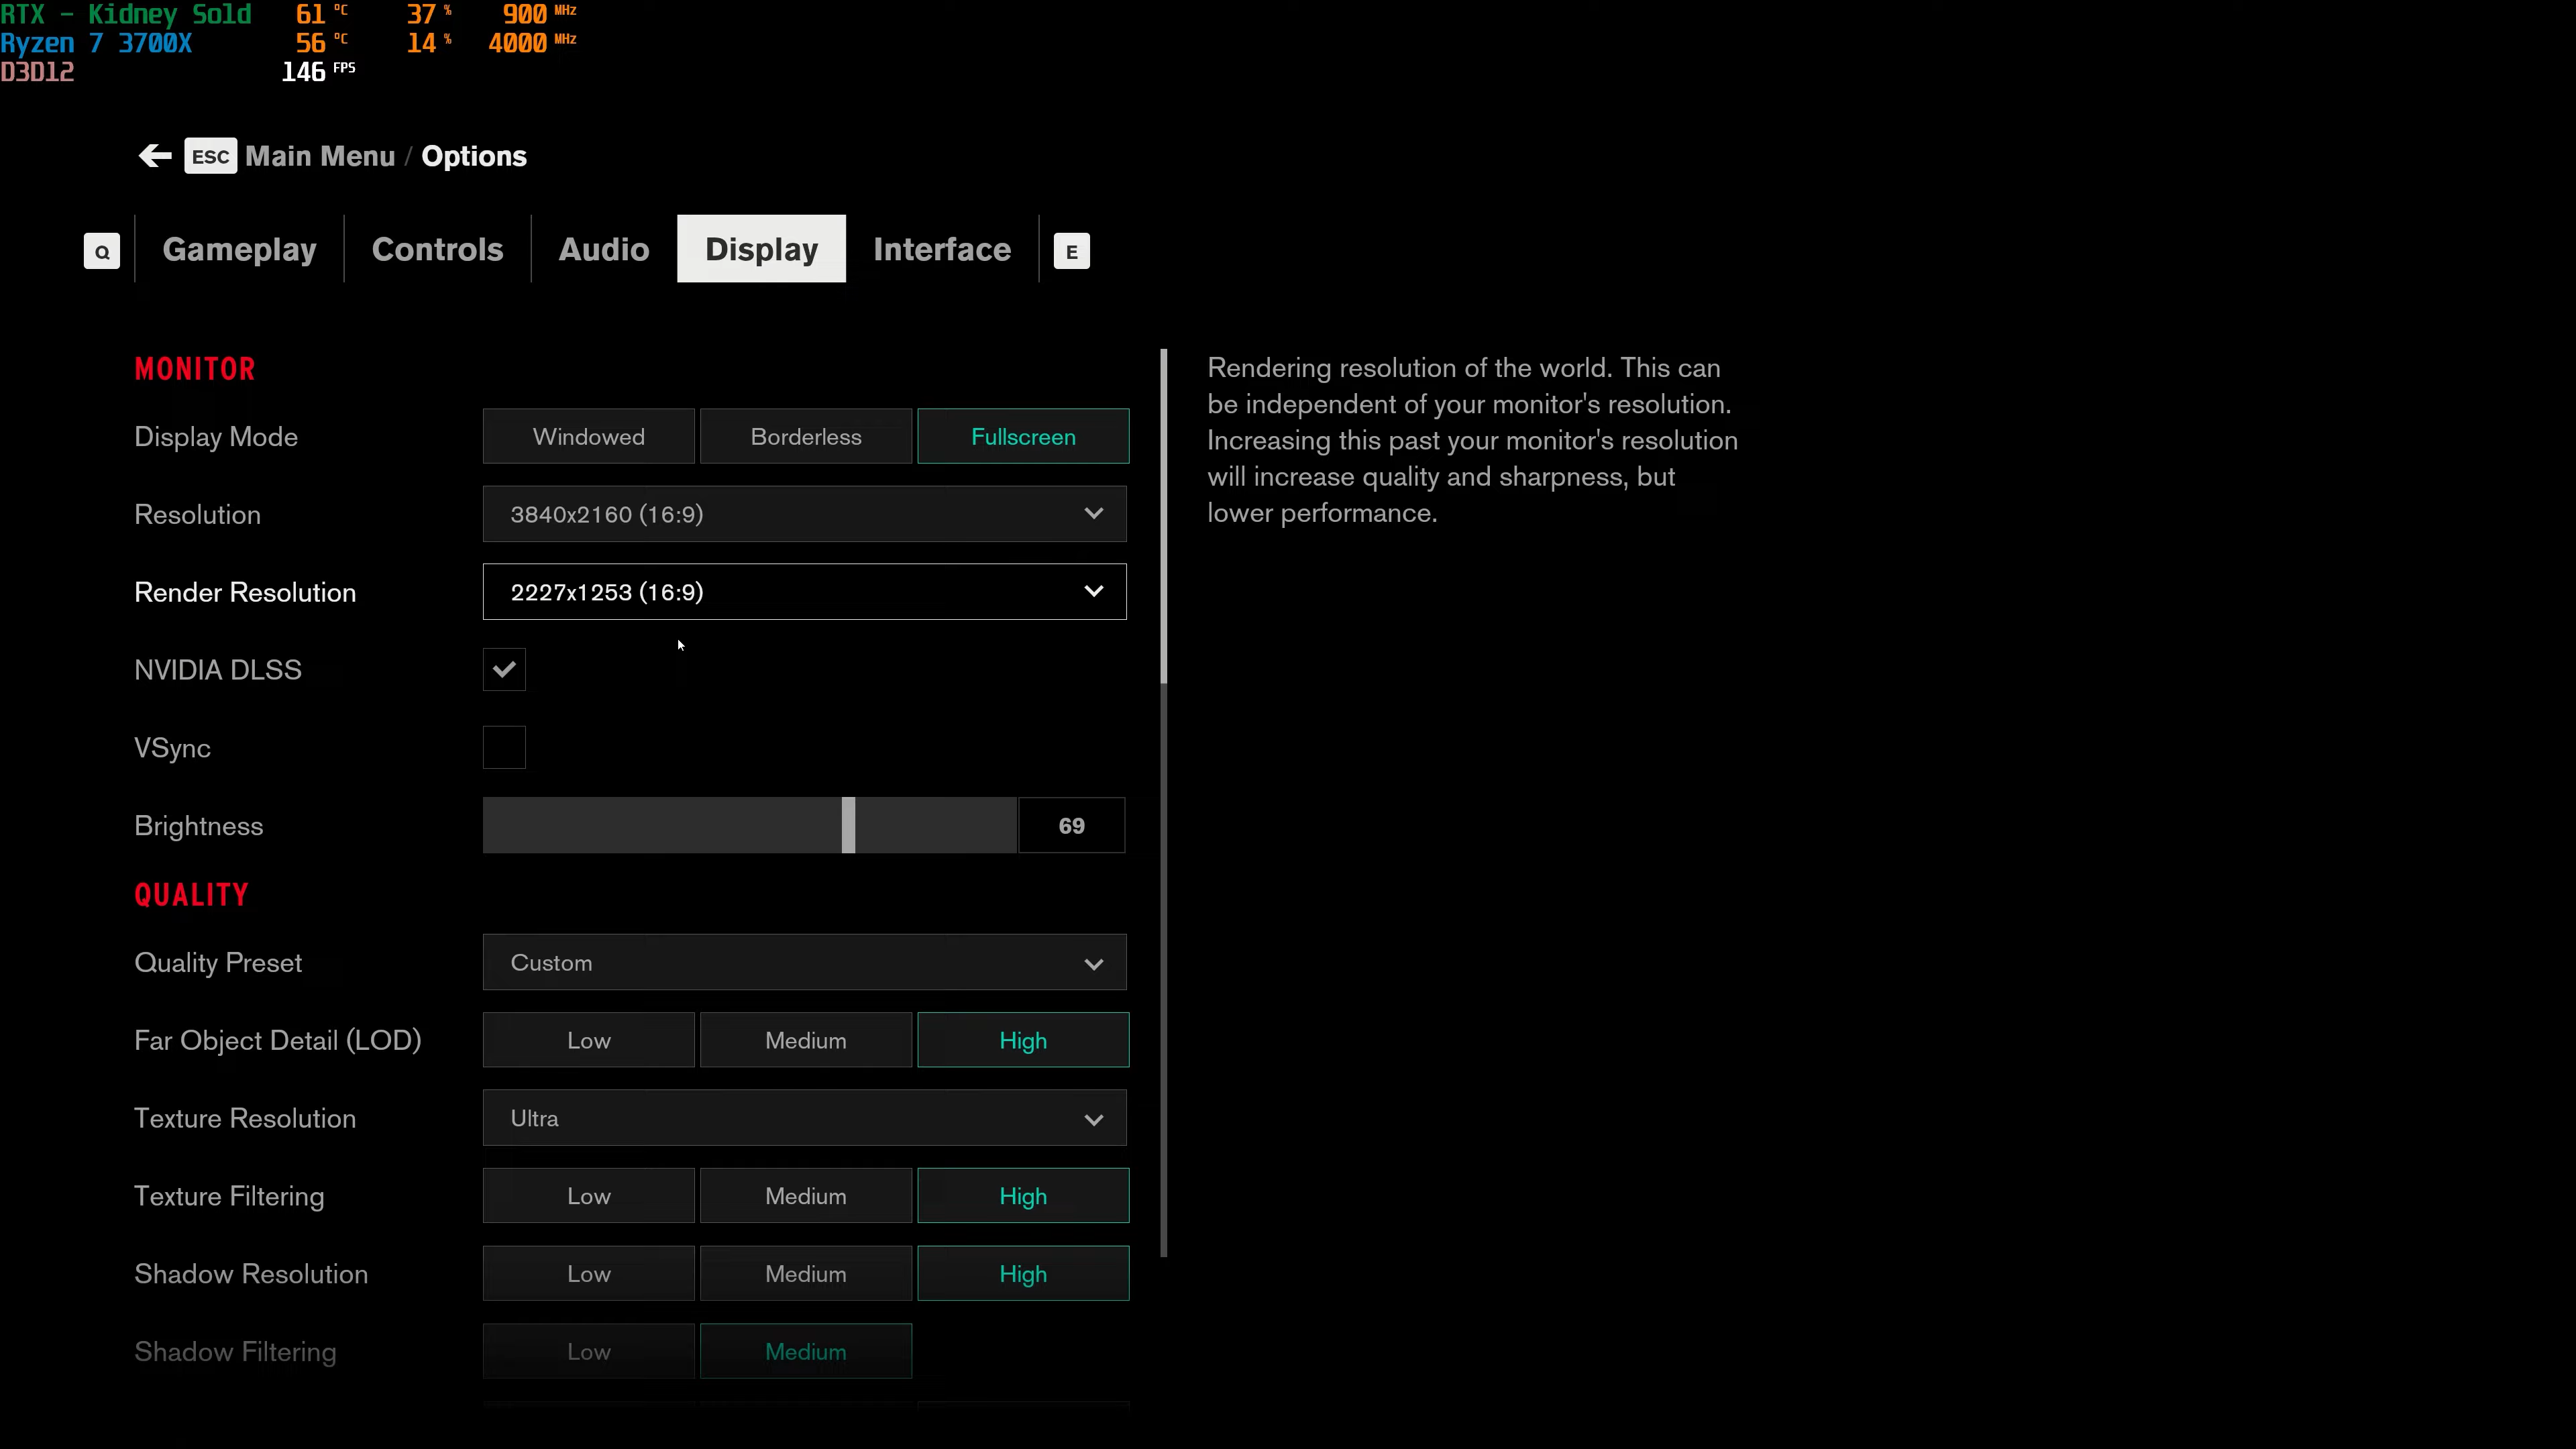 RTX - Kidney Sold 61 °C 37 % 900 MHz
Ryzen 7 3700X 56 °C 14 % 4000 MHz
D3D12 146 FPS
ESC Main Menu / Options
Q Gameplay Controls Audio Display Interface E
MONITOR
Display Mode Windowed Borderless Fullscreen
Resolution 3840x2160 (16:9)
Render Resolution 2227x1253 (16:9)
NVIDIA DLSS
VSync
Brightness 69
QUALITY
Quality Preset Custom
Far Object Detail (LOD) Low Medium High
Texture Resolution Ultra
Texture Filtering Low Medium High
Shadow Resolution Low Medium High
Shadow Filtering Low Medium
Rendering resolution of the world. This can
be independent of your monitor's resolution.
Increasing this past your monitor's resolution
will increase quality and sharpness, but
lower performance.